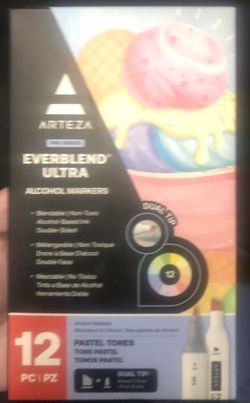 ARTEZA
EVERBLEND®
ULTRA
ALCOHOL MARKERS
DUAL TIP
• Blendable | Non-Toxic
Alcohol-Based Ink
Double-Sided
• Mélangeable | Non Toxique
Encre à Base d'alcool
Double Face
• Mezclable | No Tóxico
Tinta a Base de Alcohol
Herramienta Doble
12
12
PC | PZ
Alcohol Markers
PASTEL TONES
TONS PASTEL
TONOS PASTEL
DUAL TIP: